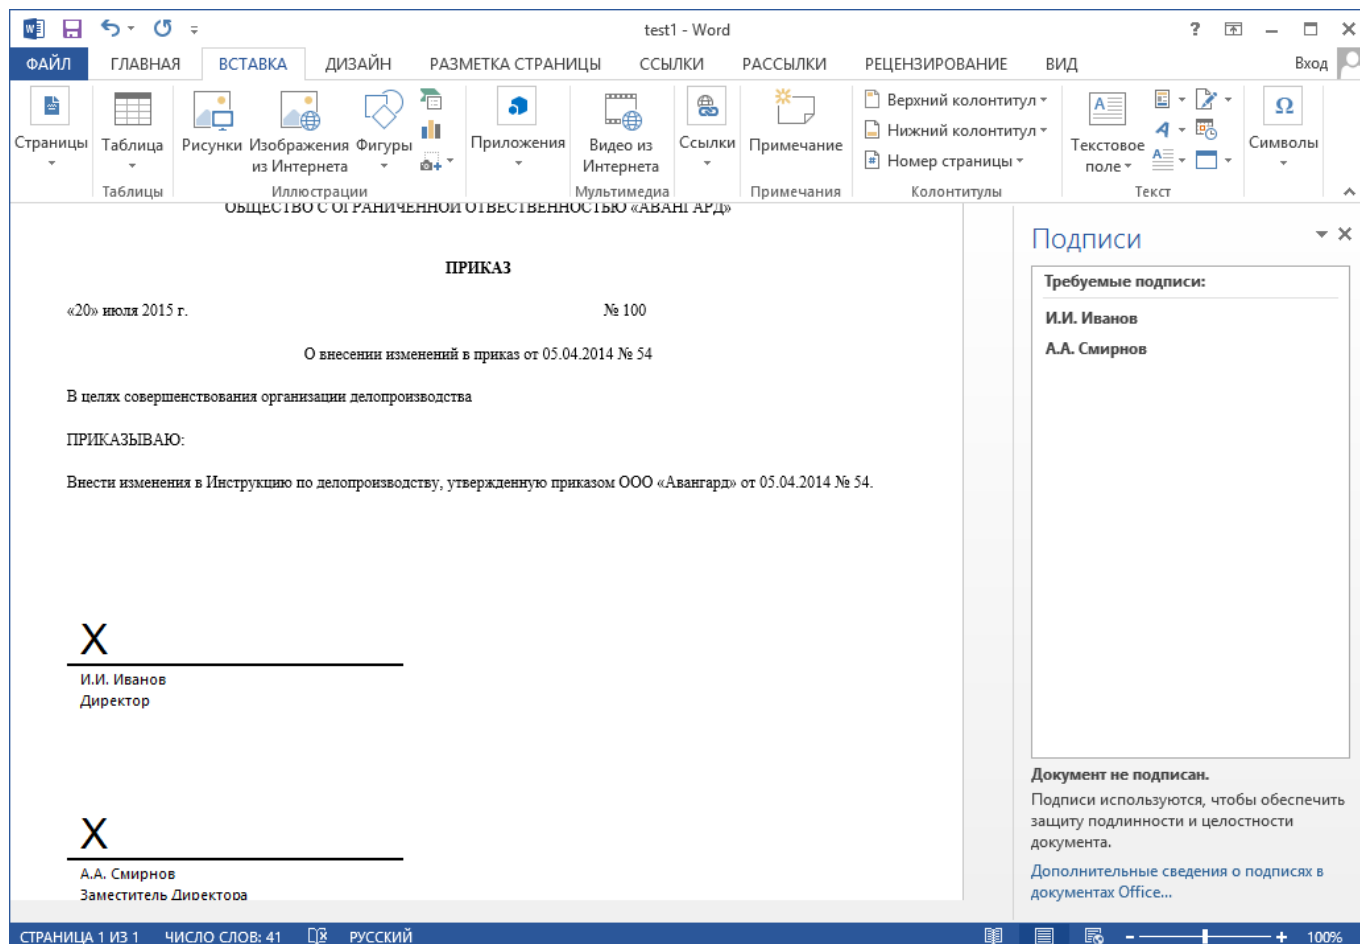 test1 - Word
?
ФАЙЛ ГЛАВНАЯ ВСТАВКА ДИЗАЙН РАЗМЕТКА СТРАНИЦЫ ССЫЛКИ РАССЫЛКИ РЕЦЕНЗИРОВАНИЕ ВИД Вход
Страницы
Таблица
Таблицы
Рисунки
Изображения
из Интернета
Фигуры
Иллюстрации
Приложения
Видео из
Интернета
Мультимедиа
Ссылки
Примечание
Примечания
Верхний колонтитул
Нижний колонтитул
# Номер страницы
Колонтитулы
Текстовое
поле
Текст
Ω
Символы
ОБЩЕСТВО С ОГРАНИЧЕННОЙ ОТВЕСТВЕННОСТЬЮ «АВАНГАРД»
ПРИКАЗ
«20» июля 2015 г. № 100
О внесении изменений в приказ от 05.04.2014 № 54
В целях совершенствования организации делопроизводства
ПРИКАЗЫВАЮ:
Внести изменения в Инструкцию по делопроизводству, утвержденную приказом ООО «Авангард» от 05.04.2014 № 54.
X
И.И. Иванов
Директор
X
А.А. Смирнов
Заместитель Директора
Подписи
Требуемые подписи:
И.И. Иванов
А.А. Смирнов
Документ не подписан.
Подписи используются, чтобы обеспечить
защиту подлинности и целостности
документа.
Дополнительные сведения о подписях в
документах Office...
СТРАНИЦА 1 ИЗ 1 ЧИСЛО СЛОВ: 41 РУССКИЙ 100%